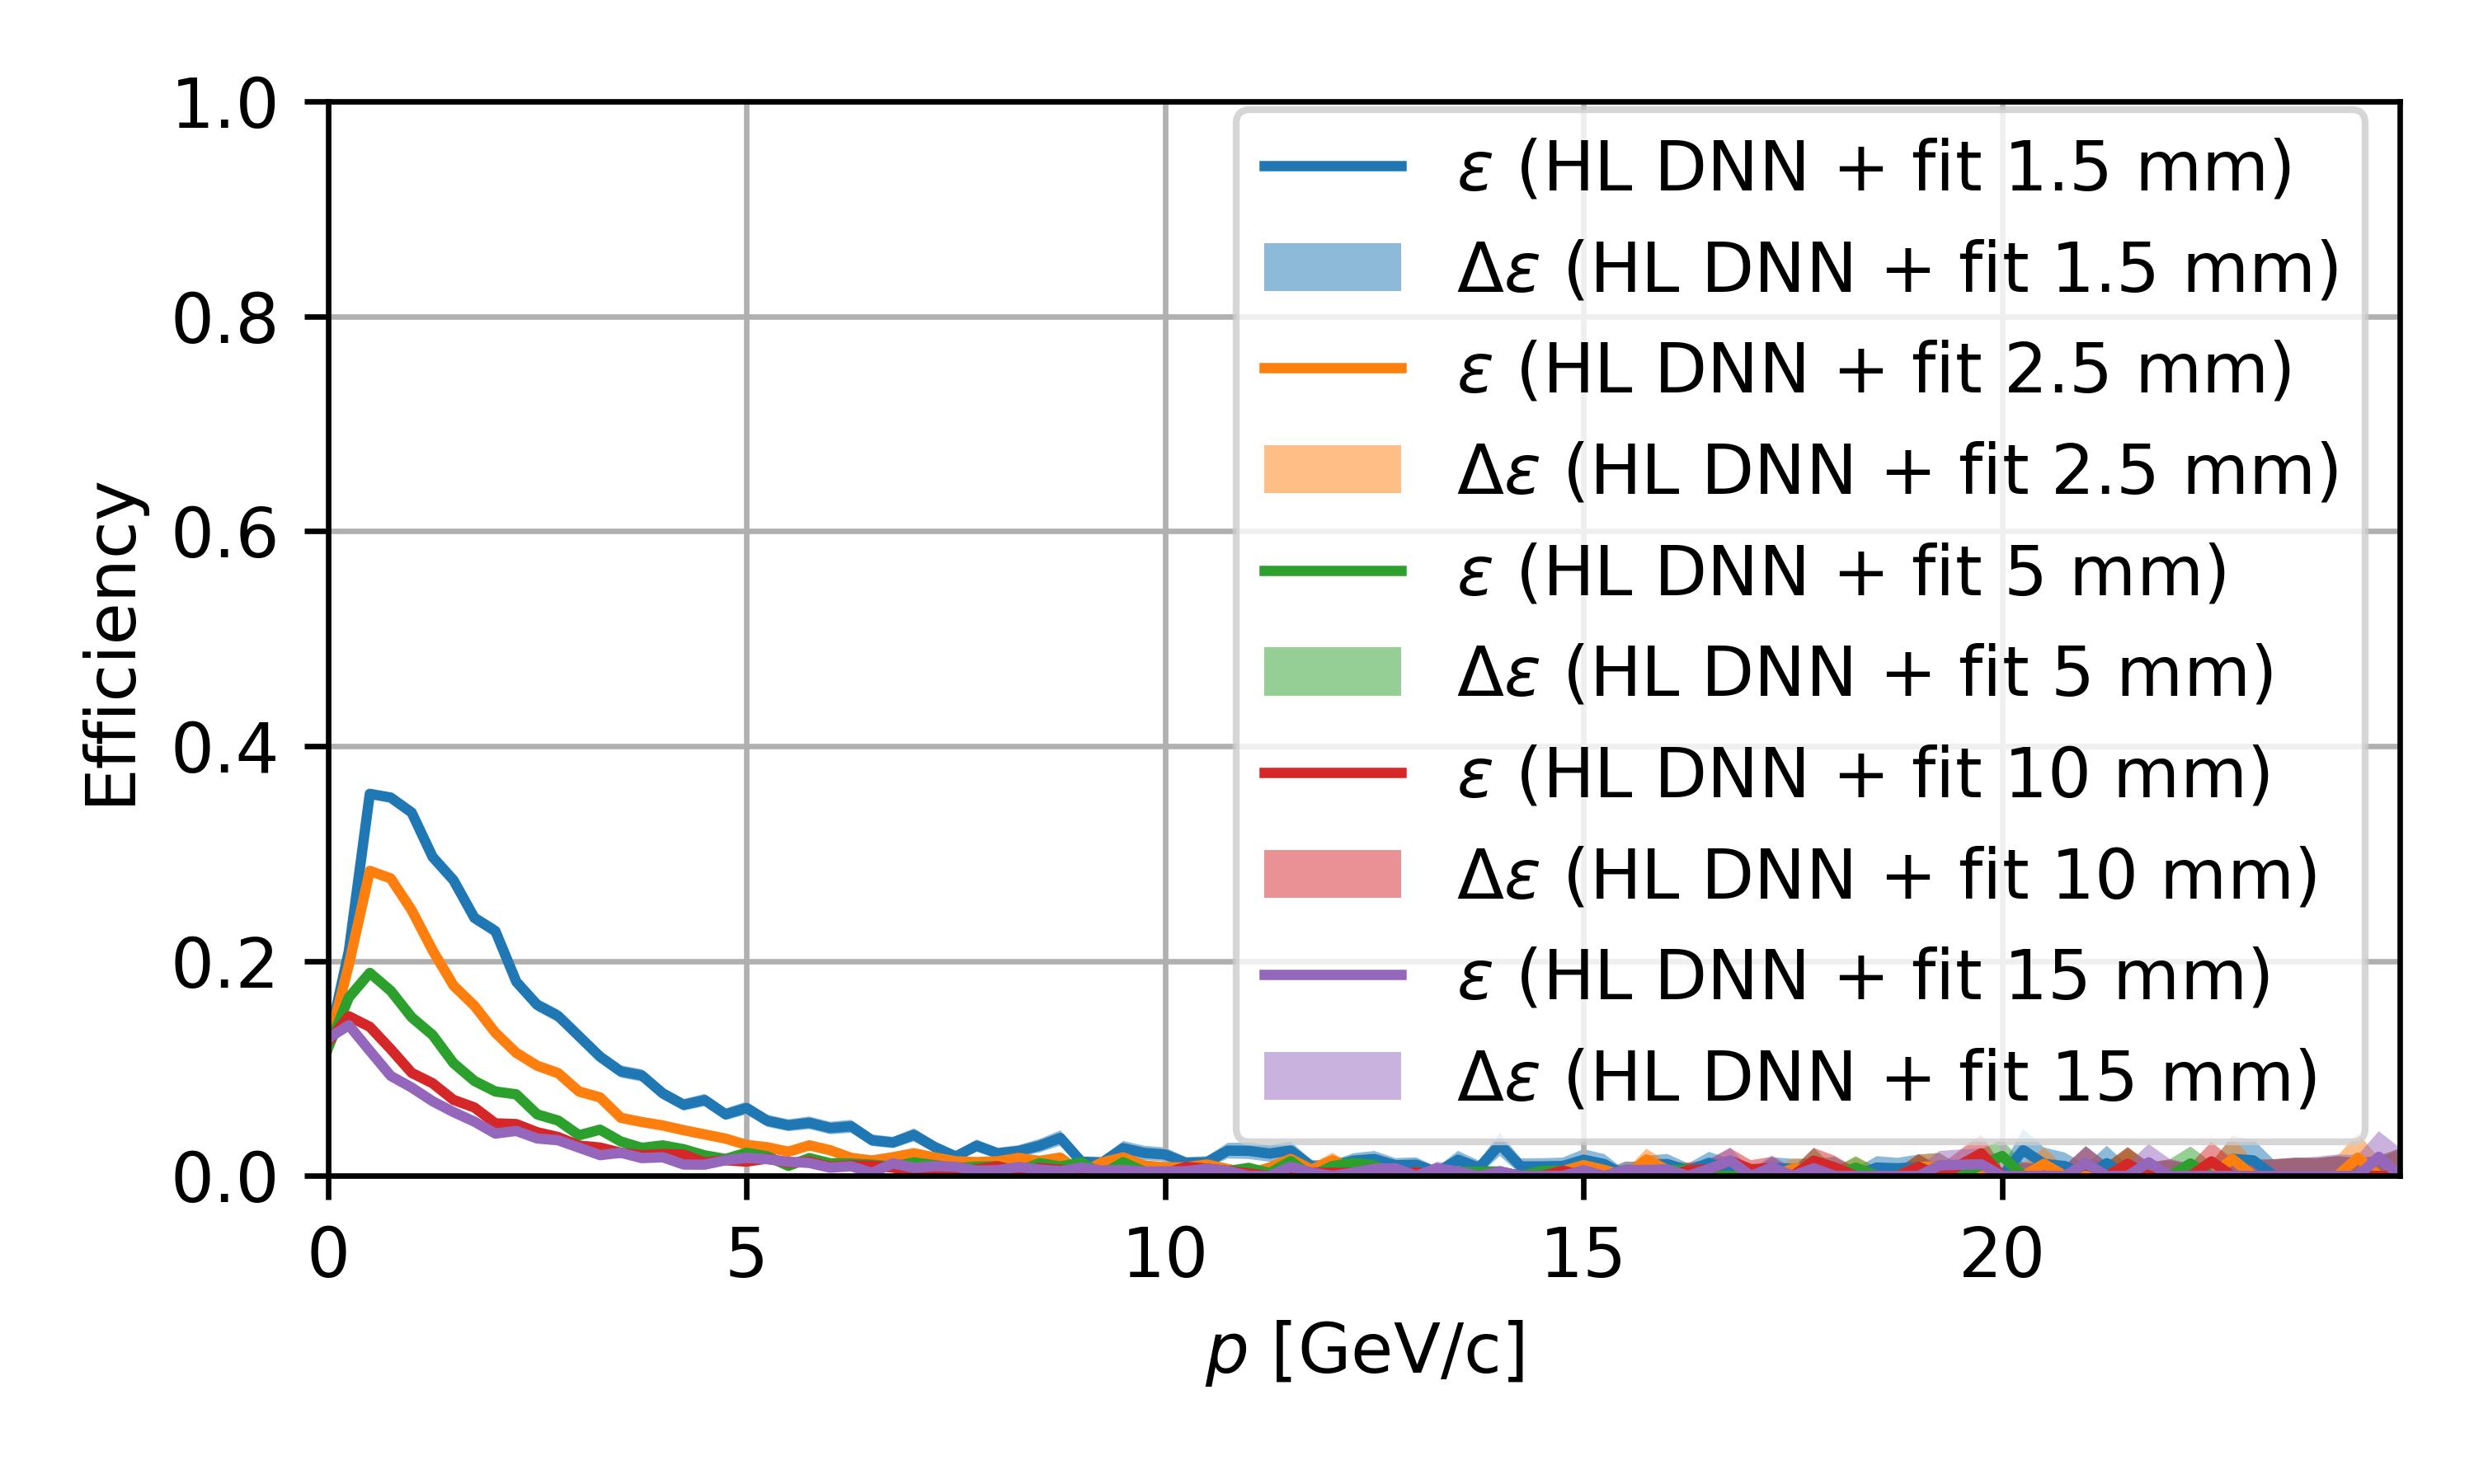 1.0
0.8
0.6
0.4
0.2
0.0
Efficiency
ε (HL DNN + fit 1.5 mm)
Δε (HL DNN + fit 1.5 mm)
ε (HL DNN + fit 2.5 mm)
Δε (HL DNN + fit 2.5 mm)
ε (HL DNN + fit 5 mm)
Δε (HL DNN + fit 5 mm)
ε (HL DNN + fit 10 mm)
Δε (HL DNN + fit 10 mm)
ε (HL DNN + fit 15 mm)
Δε (HL DNN + fit 15 mm)
0 5 10 15 20
p [GeV/c]